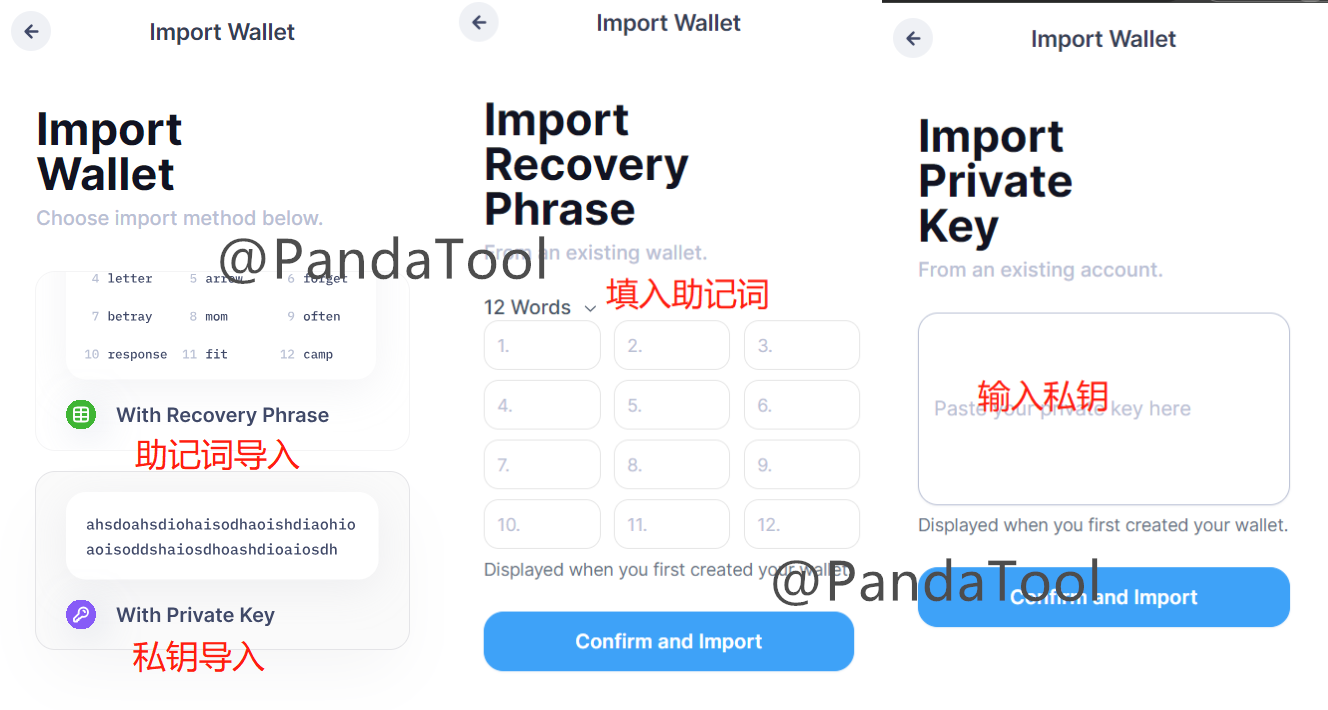 Import Wallet
Import
Wallet
Choose import method below.
4 letter 5 arrow 6 forget
7 betray 8 mom 9 often
10 response 11 fit 12 camp
With Recovery Phrase
助记词导入
ahsdoahsdiohaisodhaoishdiaohio
aoisoddshaiosdhoashdioaiosdh
With Private Key
私钥导入
@PandaTool
Import Wallet
Import
Recovery
Phrase
From an existing wallet.
12 Words
填入助记词
1. 2. 3.
4. 5. 6.
7. 8. 9.
10. 11. 12.
Displayed when you first created your wallet.
Confirm and Import
Import Wallet
Import
Private
Key
From an existing account.
Paste your private key here
输入私钥
Displayed when you first created your wallet.
@PandaTool
Confirm and Import